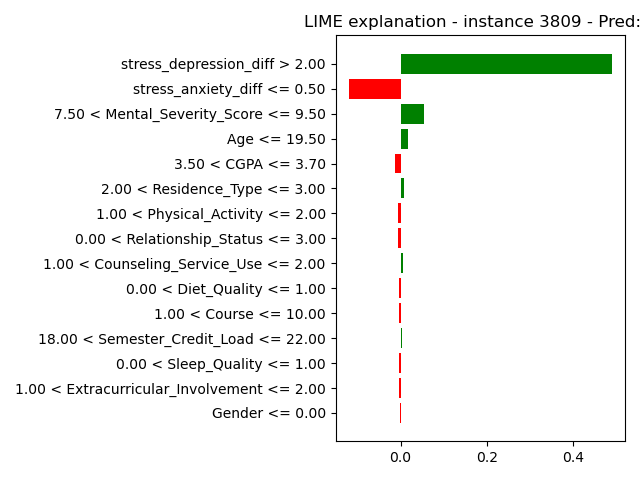 LIME explanation - instance 3809 - Pred:
stress_depression_diff > 2.00
stress_anxiety_diff <= 0.50
7.50 < Mental_Severity_Score <= 9.50
Age <= 19.50
3.50 < CGPA <= 3.70
2.00 < Residence_Type <= 3.00
1.00 < Physical_Activity <= 2.00
0.00 < Relationship_Status <= 3.00
1.00 < Counseling_Service_Use <= 2.00
0.00 < Diet_Quality <= 1.00
1.00 < Course <= 10.00
18.00 < Semester_Credit_Load <= 22.00
0.00 < Sleep_Quality <= 1.00
1.00 < Extracurricular_Involvement <= 2.00
Gender <= 0.00
0.0 0.2 0.4